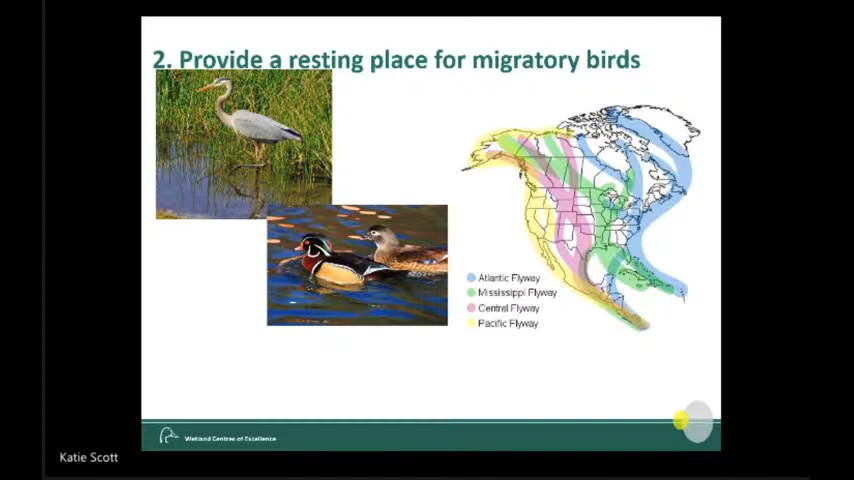 2. Provide a resting place for migratory birds
Atlantic Flyway
Mississippi Flyway
Central Flyway
Pacific Flyway
Wetland Centres of Excellence
Katie Scott